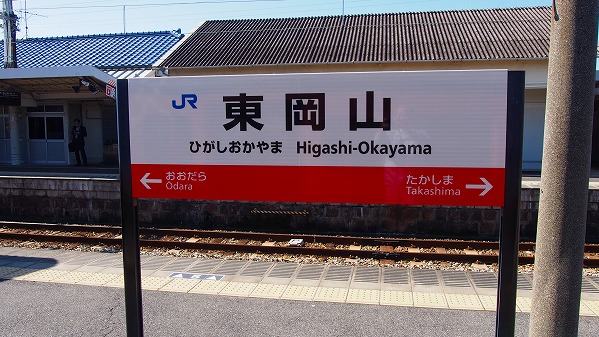 JR 東岡山
ひがしおかやま Higashi-Okayama
← おおだら
Odara
たかしま →
Takashima